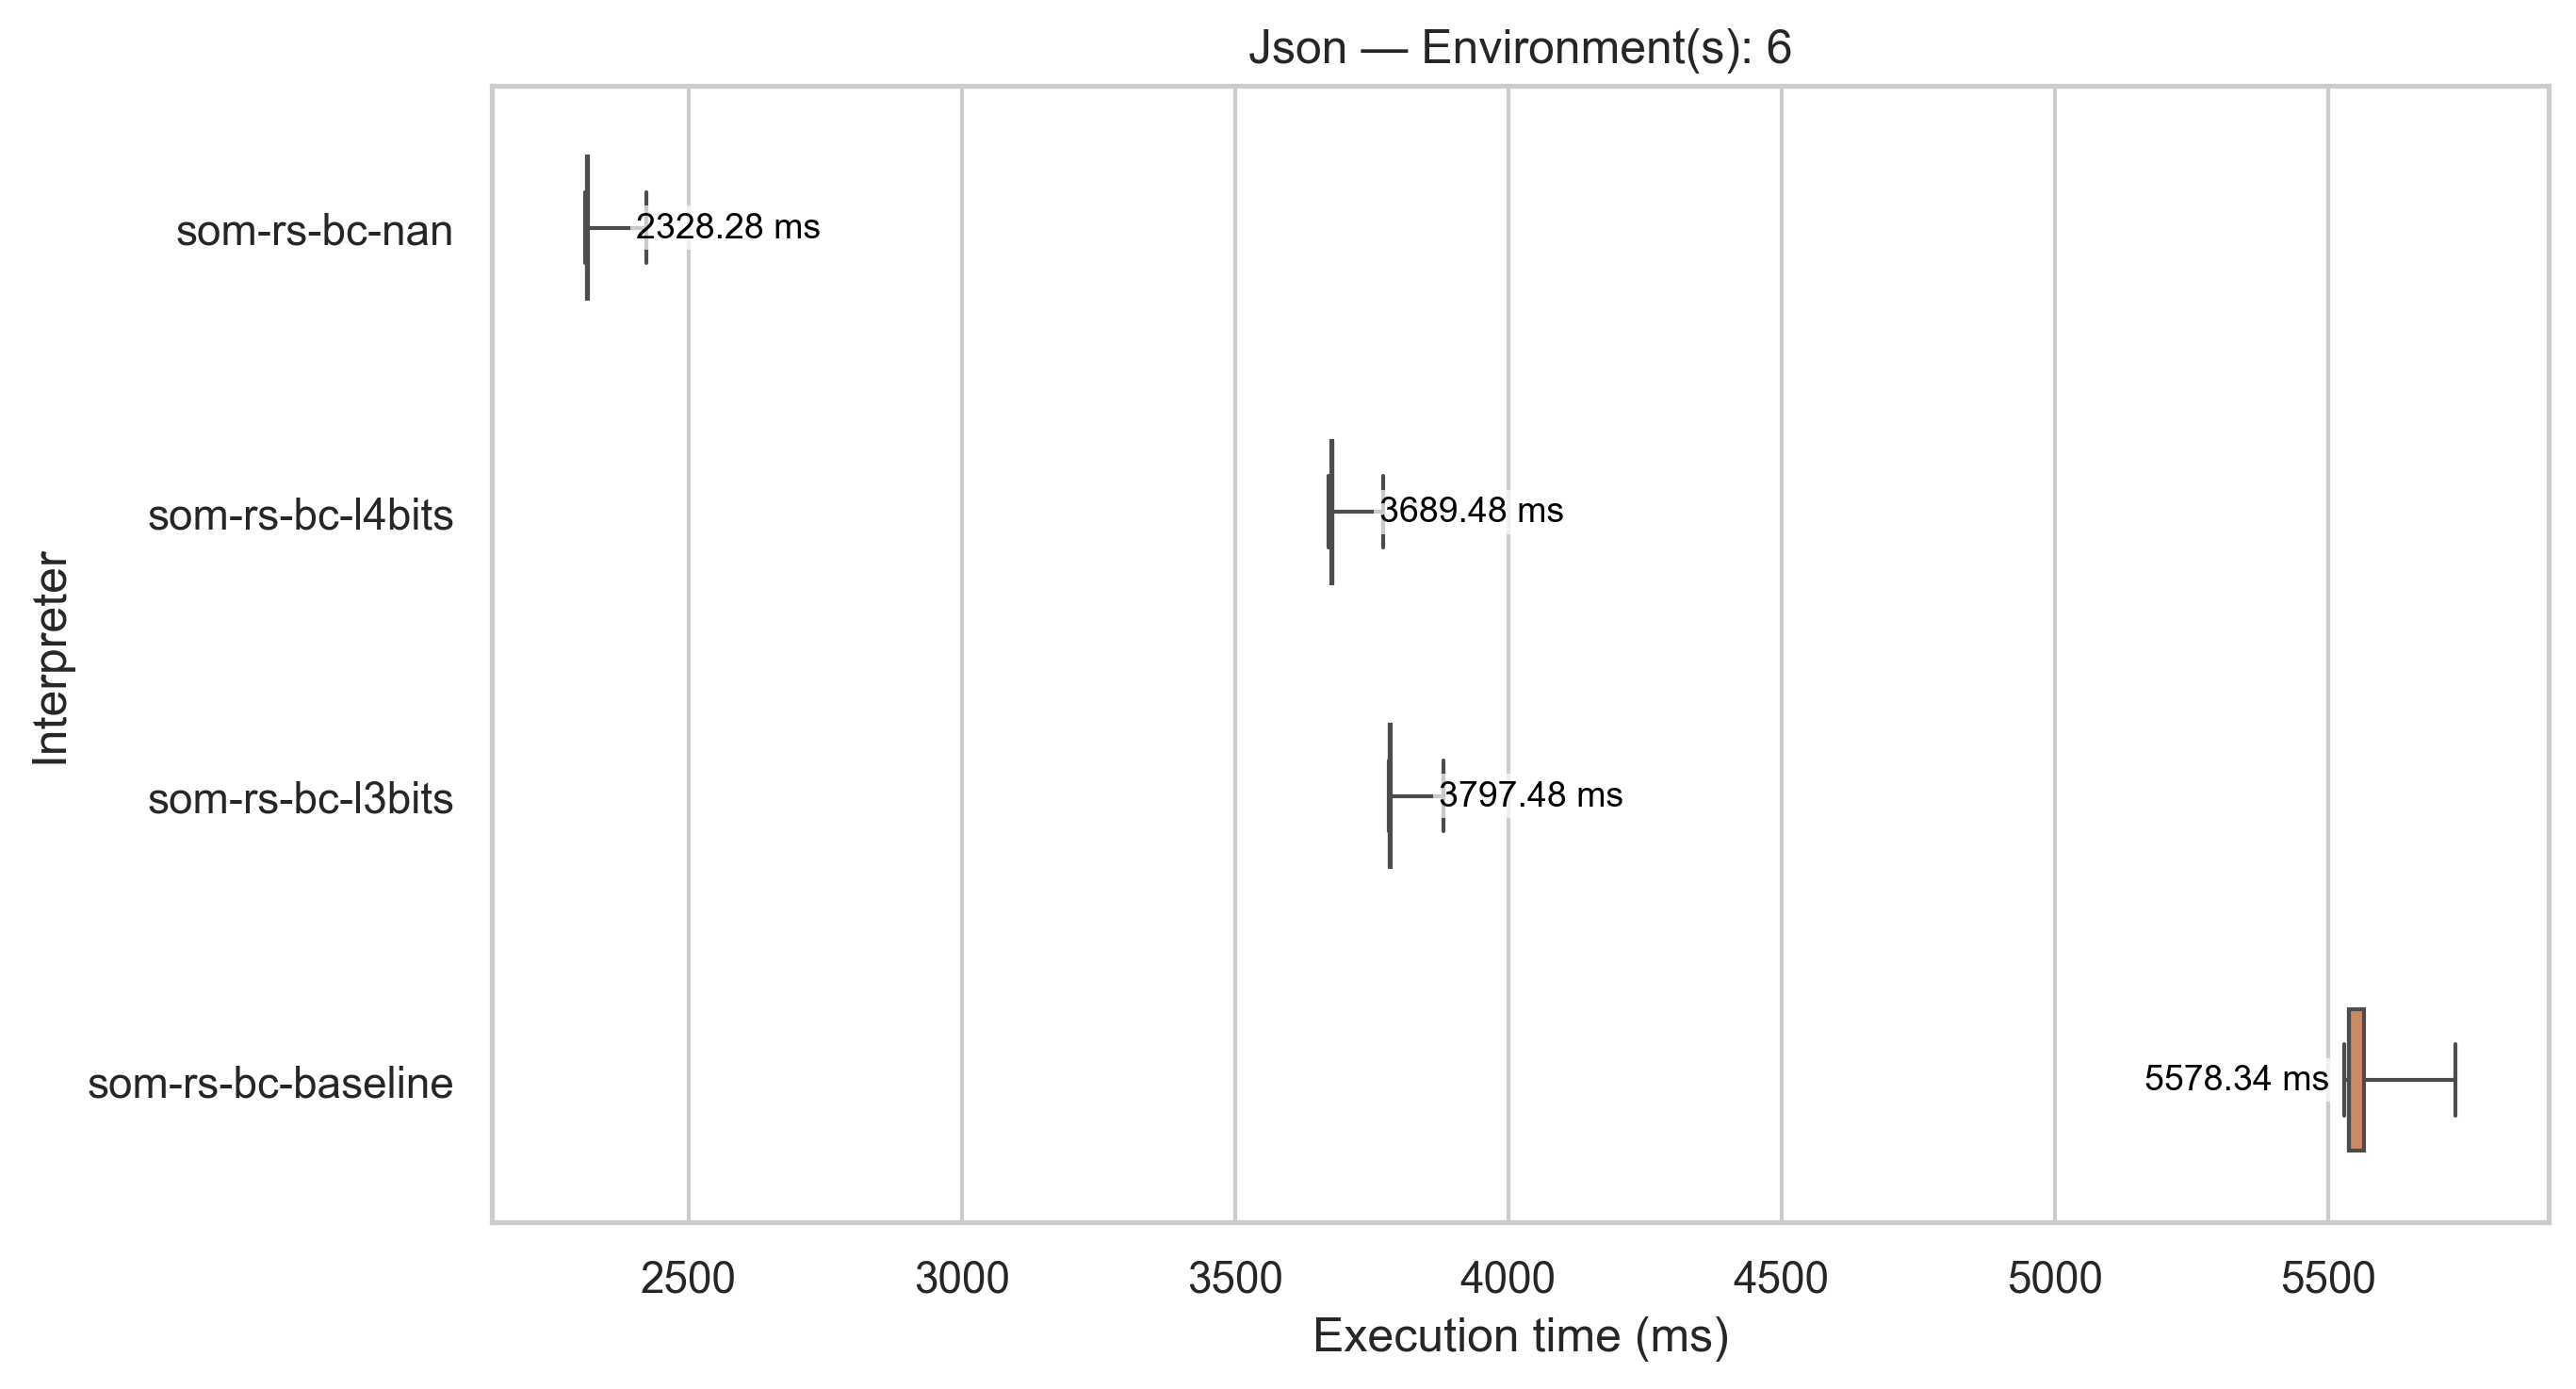 Json — Environment(s): 6
som-rs-bc-nan
2328.28 ms
som-rs-bc-l4bits
3689.48 ms
Interpreter
som-rs-bc-l3bits
3797.48 ms
som-rs-bc-baseline
5578.34 ms
2500 3000 3500 4000 4500 5000 5500
Execution time (ms)